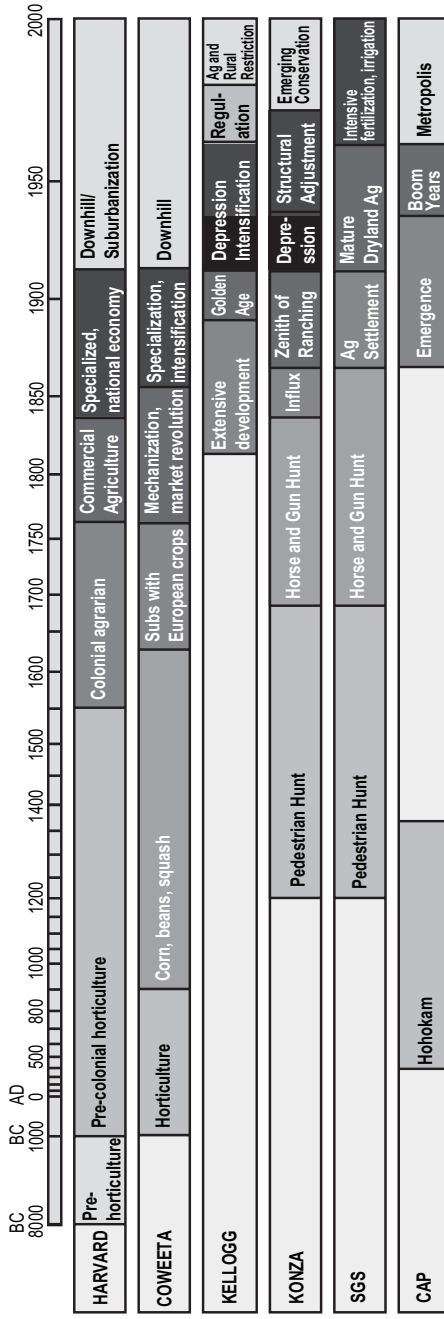 BC
BC
AD
8000
1000
0
500
800
1000
1200
1400
1500
1600
1700
1750
1800
1850
1900
1950
2000
HARVARD
Pre-
horticulture
Pre-colonial horticulture
Colonial agrarian
Commercial
Agriculture
Specialized,
national economy
Downhill/
Suburbanization
COWEETA
Horticulture
Corn, beans, squash
Subs with
European crops
Mechanization,
market revolution
Specialization,
intensification
Downhill
KELLOGG
Extensive
development
Golden
Age
Depression
Intensification
Regul-
ation
Ag and
Rural
Restriction
KONZA
Pedestrian Hunt
Horse and Gun Hunt
Influx
Zenith of
Ranching
Depre-
ssion
Structural
Adjustment
Emerging
Conservation
SGS
Pedestrian Hunt
Horse and Gun Hunt
Ag
Settlement
Mature
Dryland Ag
Intensive
fertilization, irrigation
CAP
Hohokam
Emergence
Boom
Years
Metropolis